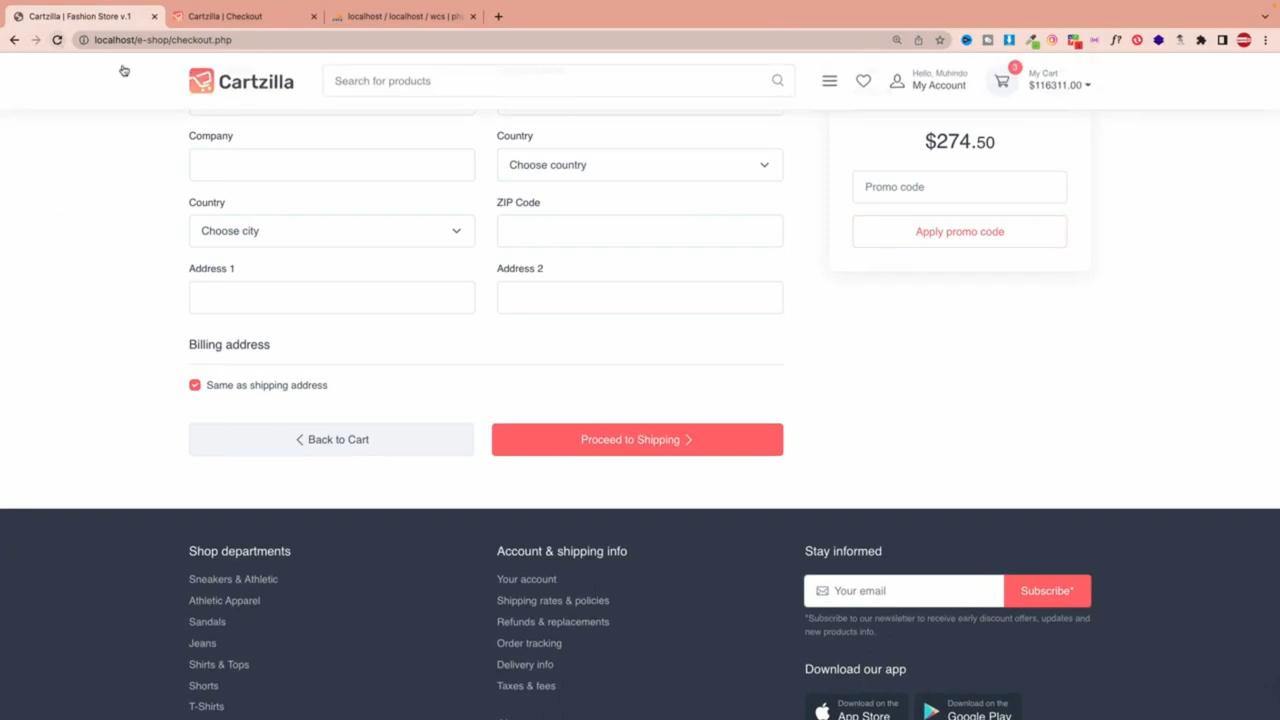 Cartzilla | Fashion Store v.1
Cartzilla | Checkout
localhost / localhost / wcs | ph
localhost/e-shop/checkout.php
Cartzilla
Search for products
Hello, Muhindo
My Account
3
My Cart
$116311.00
Company
Country
Choose country
$274.50
Promo code
Apply promo code
Country
Choose city
ZIP Code
Address 1
Address 2
Billing address
Same as shipping address
Back to Cart
Proceed to Shipping
Shop departments
Sneakers & Athletic
Athletic Apparel
Sandals
Jeans
Shirts & Tops
Shorts
T-Shirts
Account & shipping info
Your account
Shipping rates & policies
Refunds & replacements
Order tracking
Delivery info
Taxes & fees
Stay informed
Your email
Subscribe*
*Subscribe to our newsletter to receive early discount offers, updates and
new products info.
Download our app
Download on the
App Store
Download on the
Google Play